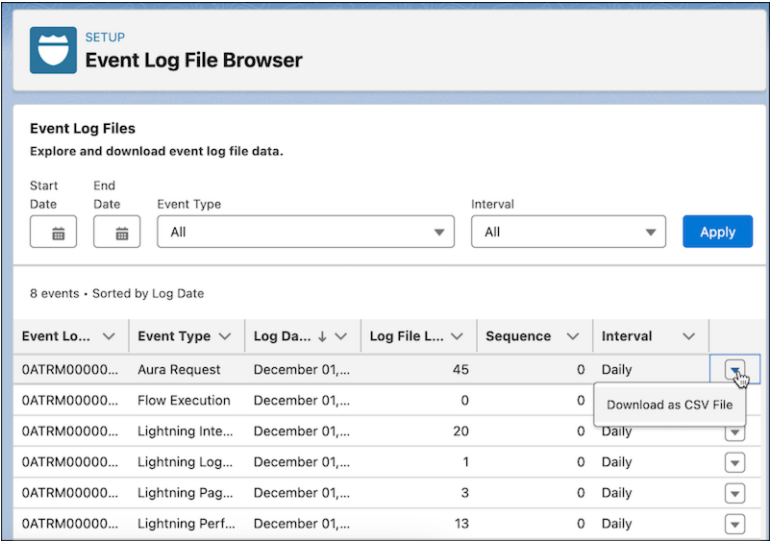 SETUP
Event Log File Browser
Event Log Files
Explore and download event log file data.
Start Date
End Date
Event Type
Interval
All
All
Apply
8 events • Sorted by Log Date
Event Lo... Event Type Log Da... Log File L... Sequence Interval
0ATRM00000... Aura Request December 01,... 45 0 Daily
0ATRM00000... Flow Execution December 01,... 0 0
Download as CSV File
0ATRM00000... Lightning Inte... December 01,... 20 0 Daily
0ATRM00000... Lightning Log... December 01,... 1 0 Daily
0ATRM00000... Lightning Pag... December 01,... 3 0 Daily
0ATRM00000... Lightning Perf... December 01,... 13 0 Daily